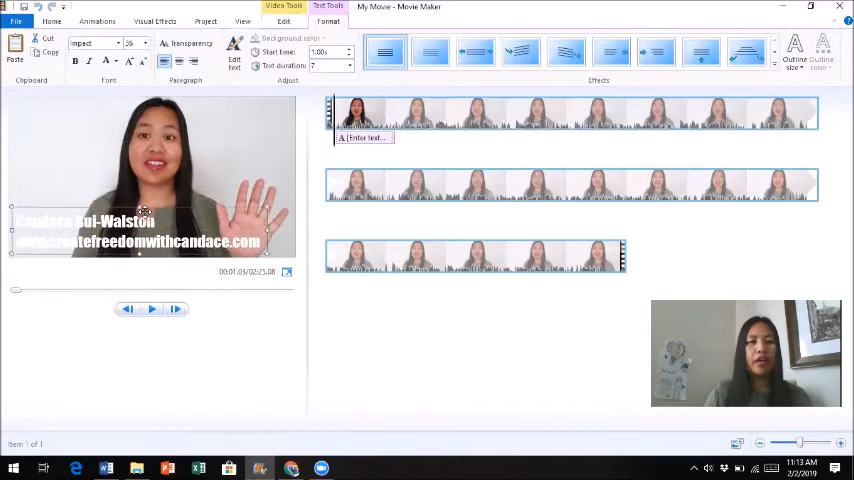 Video Tools
Text Tools
My Movie - Movie Maker
File
Home
Animations
Visual Effects
Project
View
Edit
Format
Paste
Cut
Copy
Clipboard
Impact
36
B I A A A
Font
Transparency
Paragraph
Edit text
Background color
Start time: 1.00s
Text duration: 7
Adjust
Effects
Outline size
Outline color
A [Enter text...
Candace Bui-Walston
www.createfreedomwithcandace.com
00:01.03/02:25.08
Item 1 of 1
11:13 AM
2/2/2019